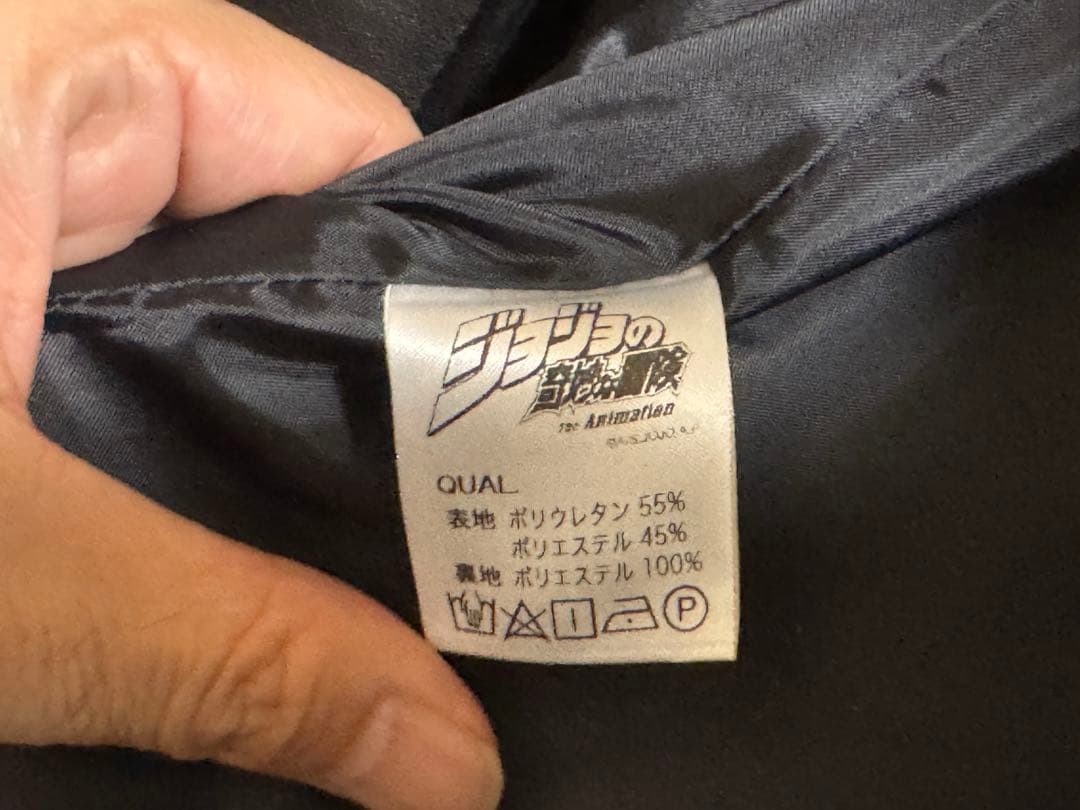 ジョジョの
奇妙な冒険
The Animation
QUAL
表地 ポリウレタン 55%
ポリエステル 45%
裏地 ポリエステル 100%
P